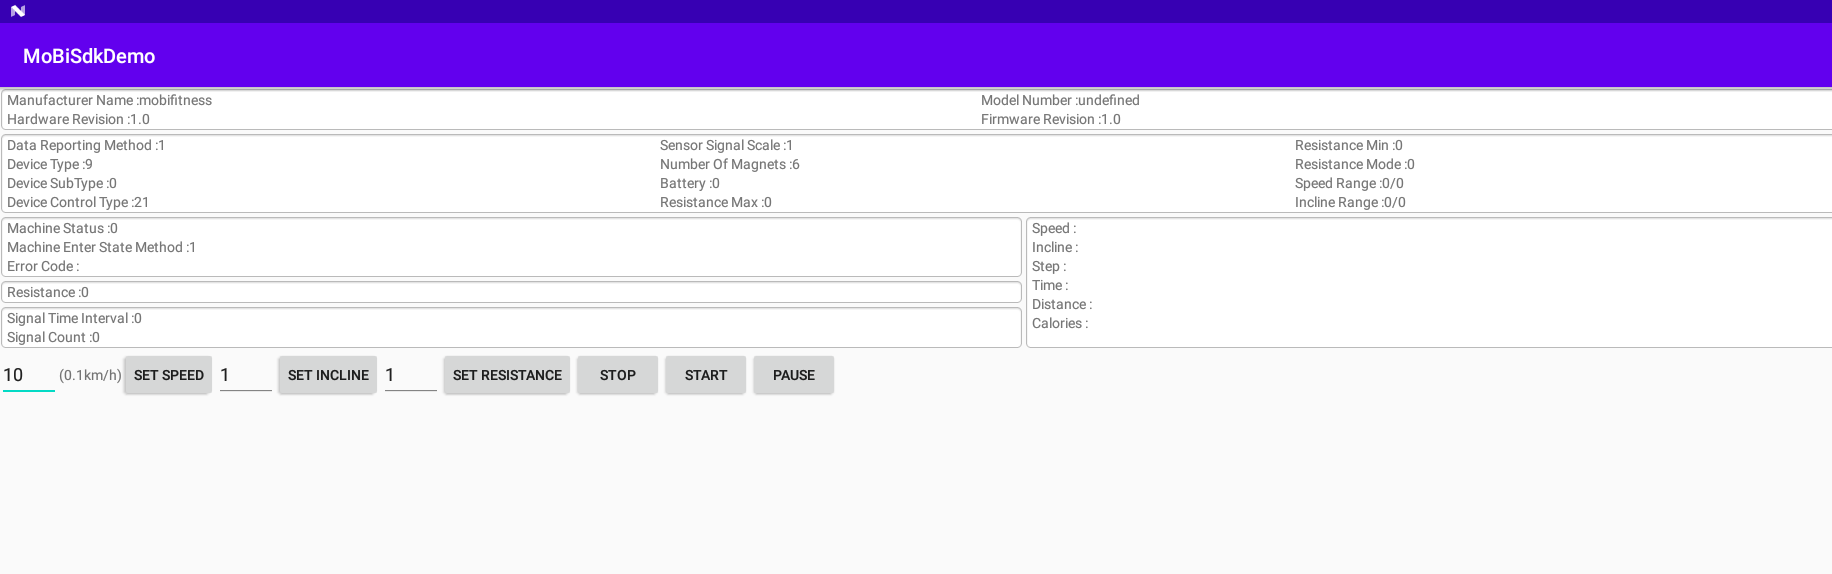 MoBiSdkDemo
Manufacturer Name :mobifitness
Model Number :undefined
Hardware Revision :1.0
Firmware Revision :1.0
Data Reporting Method :1
Sensor Signal Scale :1
Resistance Min :0
Device Type :9
Number Of Magnets :6
Resistance Mode :0
Device SubType :0
Battery :0
Speed Range :0/0
Device Control Type :21
Resistance Max :0
Incline Range :0/0
Machine Status :0
Machine Enter State Method :1
Error Code :
Resistance :0
Signal Time Interval :0
Signal Count :0
Speed :
Incline :
Step :
Time :
Distance :
Calories :
10 (0.1km/h) SET SPEED 1 SET INCLINE 1 SET RESISTANCE STOP START PAUSE